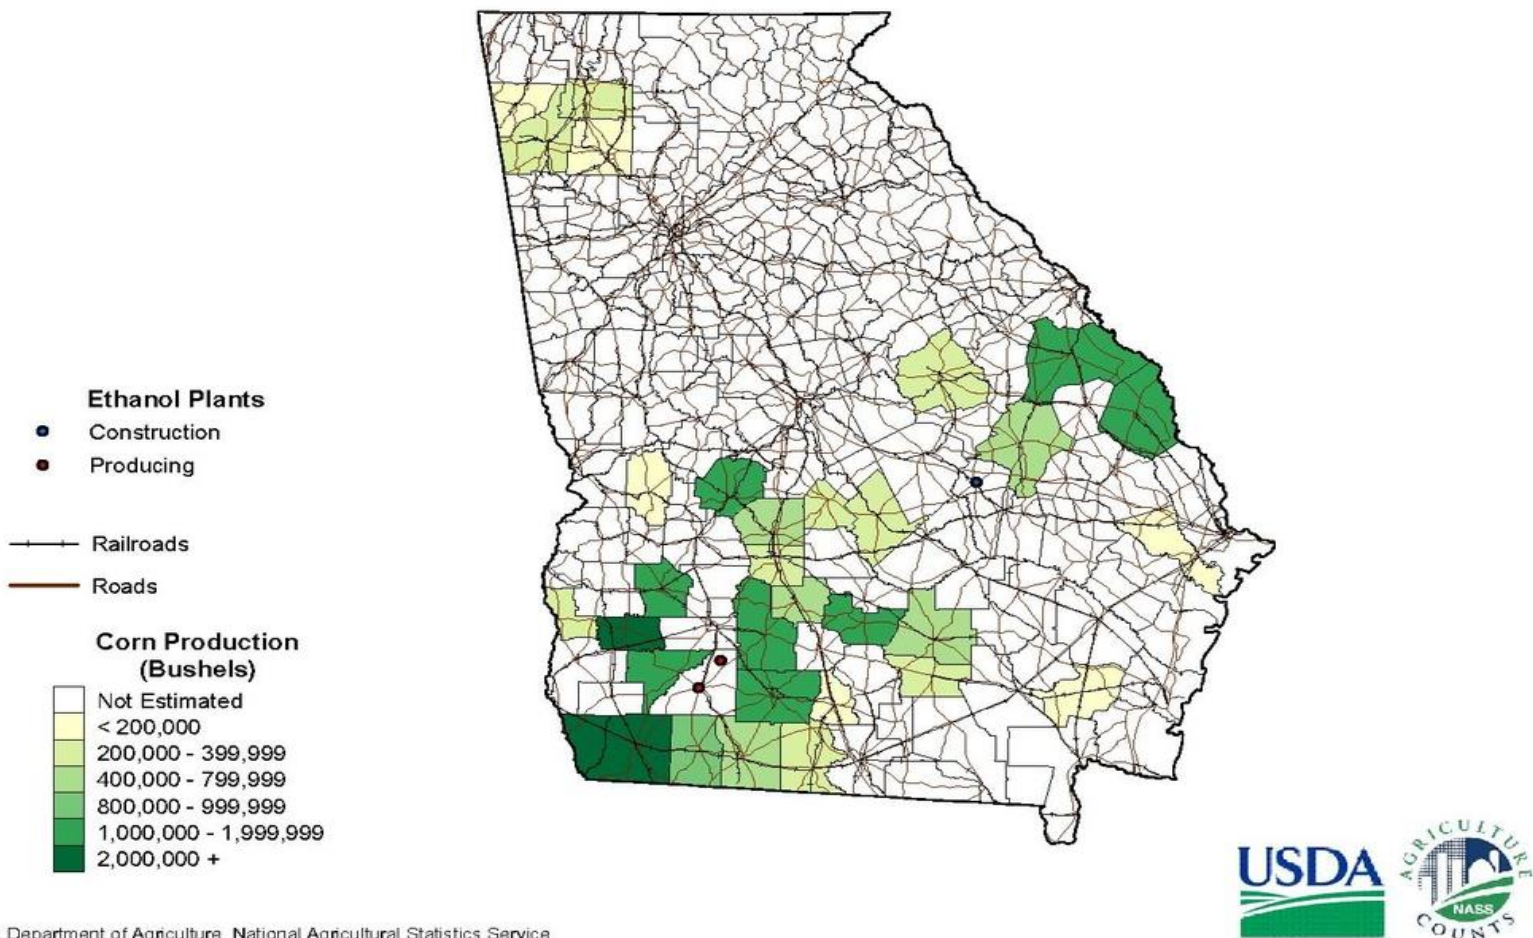 Ethanol Plants
Construction
Producing
Railroads
Roads
Corn Production
(Bushels)
Not Estimated
< 200,000
200,000 - 399,999
400,000 - 799,999
800,000 - 999,999
1,000,000 - 1,999,999
2,000,000 +
USDA
AGRICULTURE
NASS
COUNTS
Department of Agriculture, National Agricultural Statistics Service